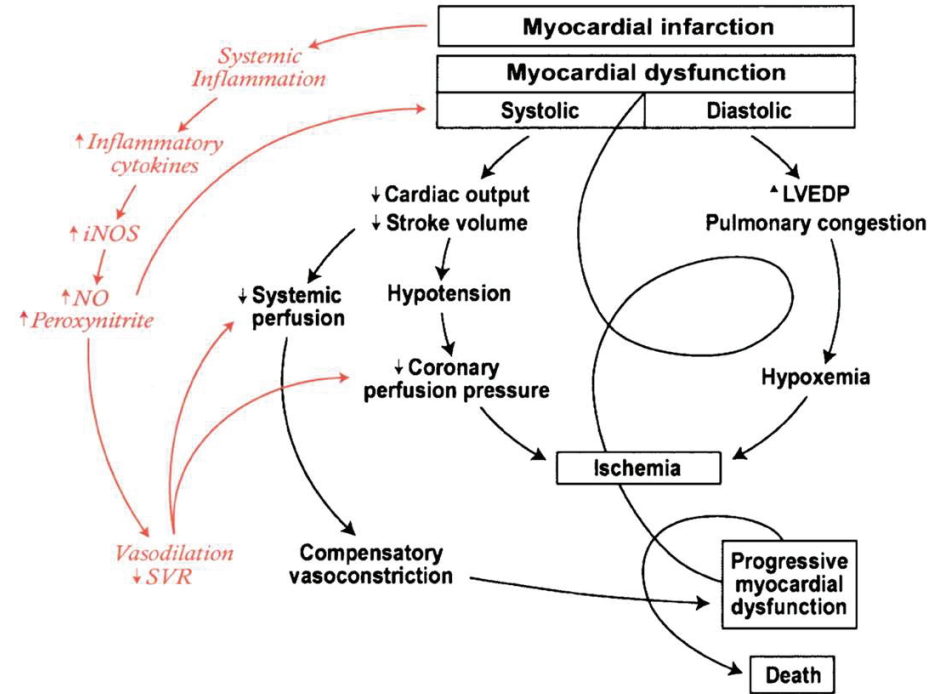 Myocardial infarction
Systemic
Inflammation
Myocardial dysfunction
Systolic
Diastolic
↑Inflammatory
cytokines
↓Cardiac output
↓Stroke volume
▲LVEDP
Pulmonary congestion
↑iNOS
↑NO
↑Peroxynitrite
↓Systemic
perfusion
Hypotension
↓Coronary
perfusion pressure
Hypoxemia
Ischemia
Vasodilation
↓SVR
Compensatory
vasoconstriction
Progressive
myocardial
dysfunction
Death